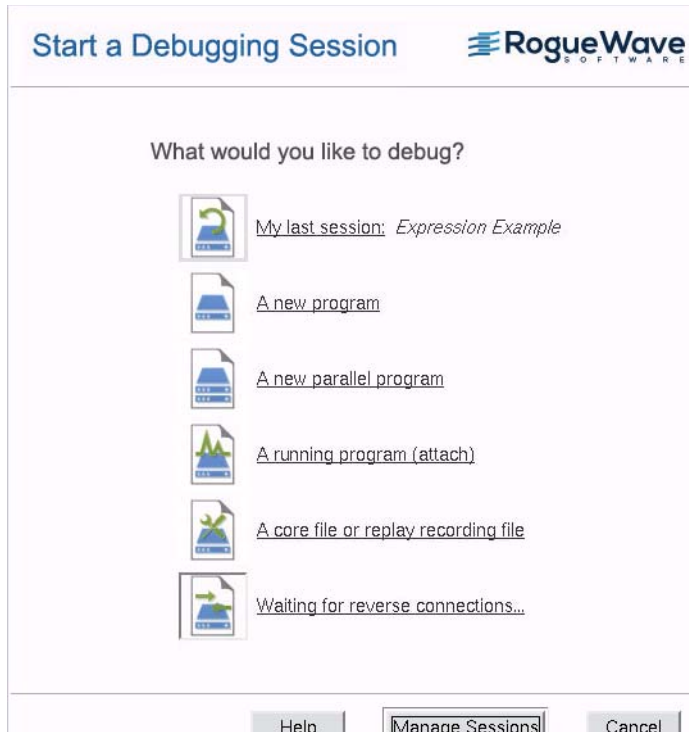 Start a Debugging Session
RogueWave
SOFTWARE
What would you like to debug?
My last session: Expression Example
A new program
A new parallel program
A running program (attach)
A core file or replay recording file
Waiting for reverse connections...
Help
Manage Sessions
Cancel